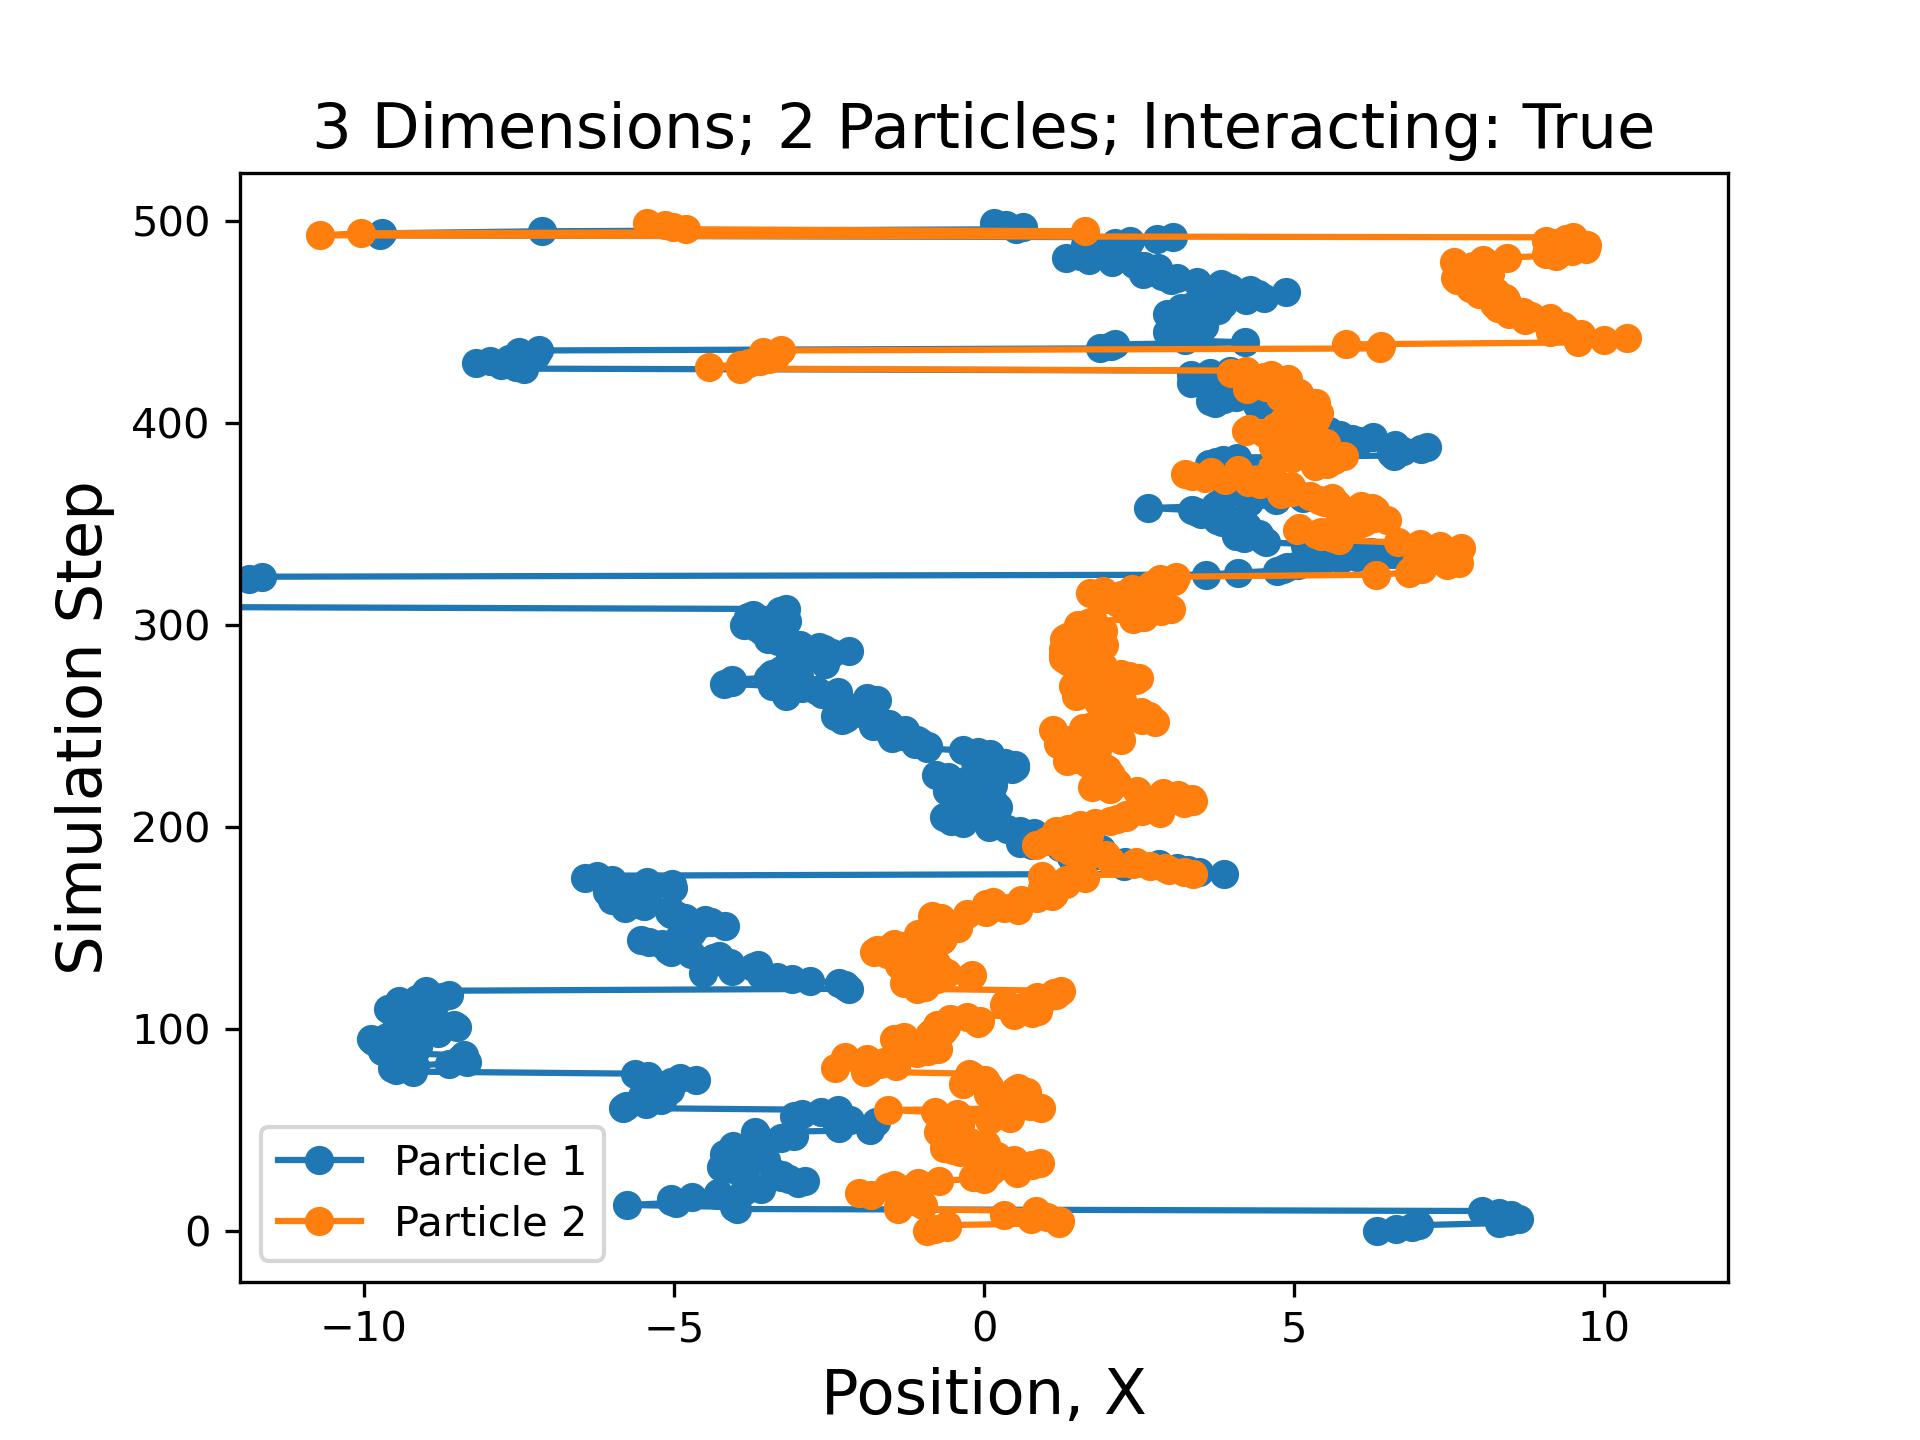 3 Dimensions; 2 Particles; Interacting: True
Simulation Step
500
400
300
200
100
0
Particle 1
Particle 2
−10
−5
0
5
10
Position, X